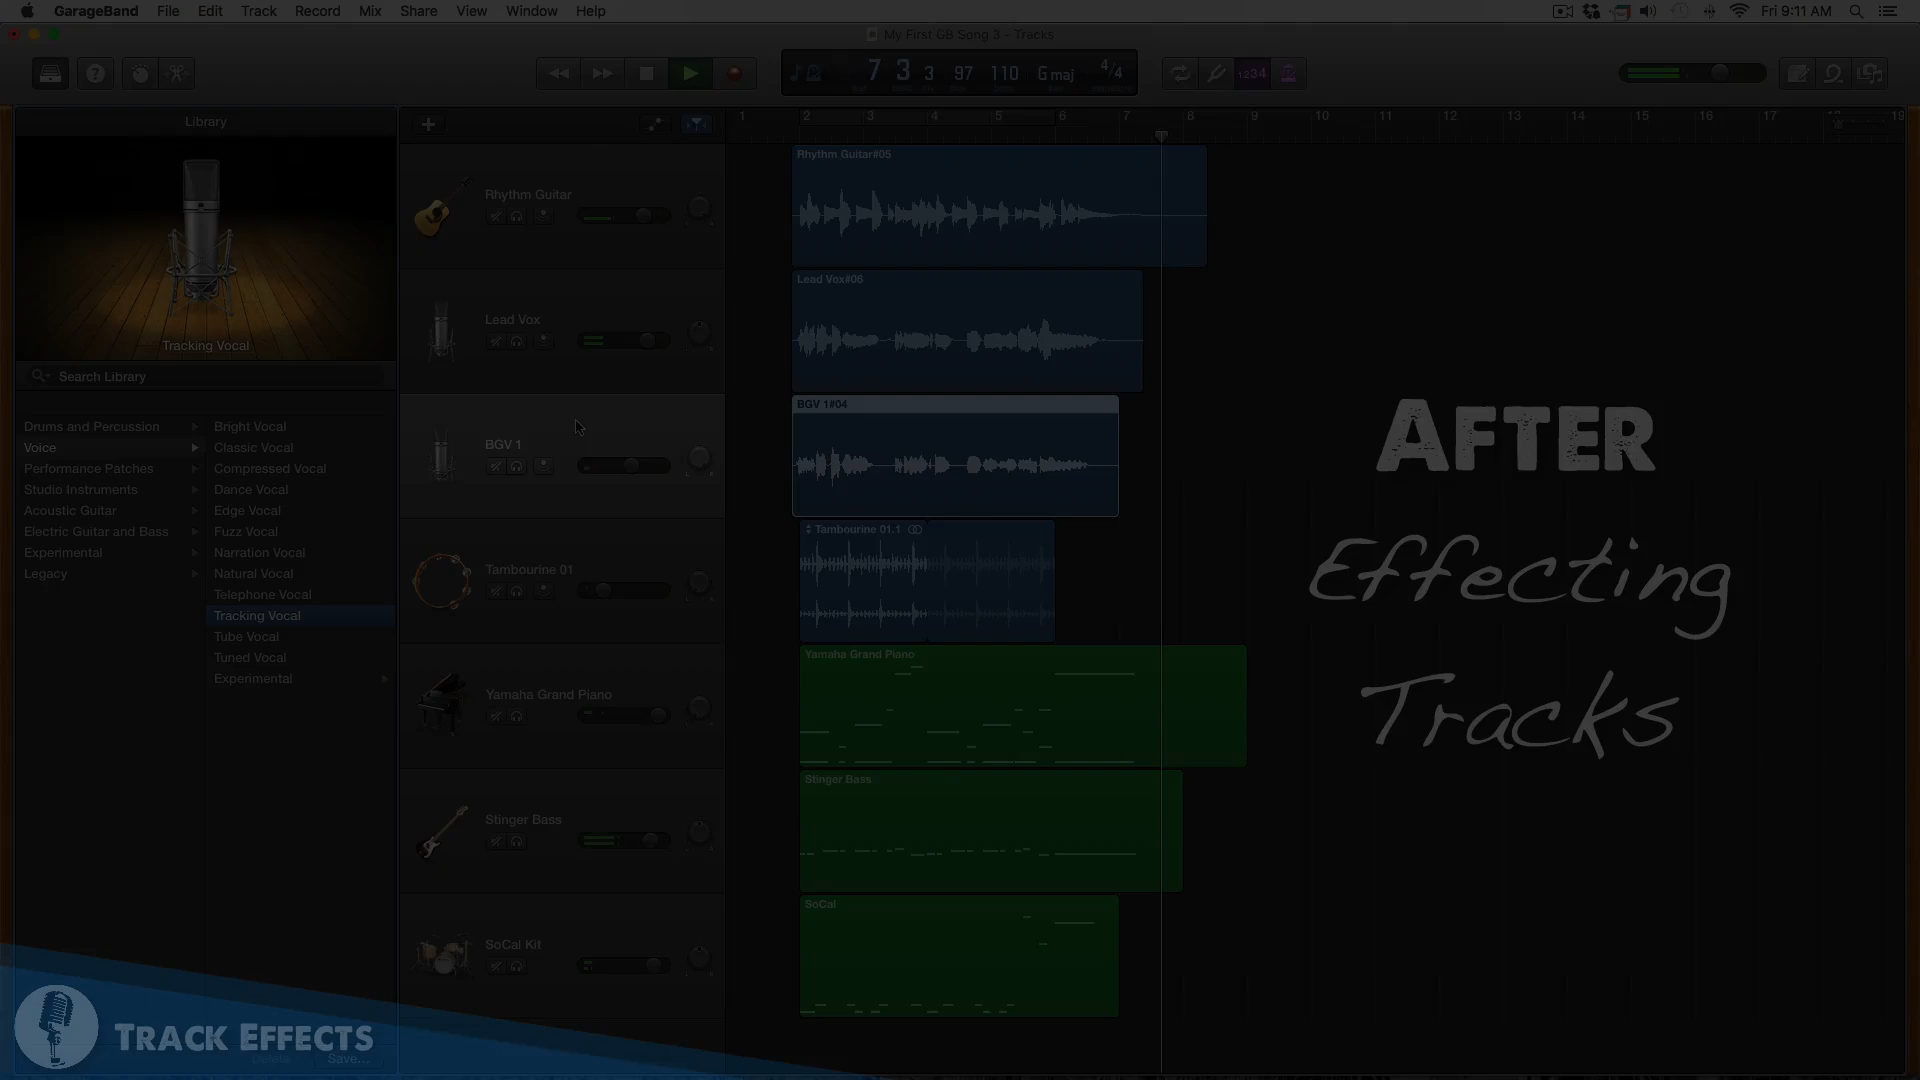 GarageBand File Edit Track Record Mix Share View Window Help Fri 9:11 AM
My First GB Song 3 - Tracks
7 3 3 97 110 G maj 4/4
1234
Library
1 2 3 4 5 6 7 8 9 10 11 12 13 14 15 16 17 18 19
Tracking Vocal
Search Library
Drums and Percussion
Voice
Performance Patches
Studio Instruments
Acoustic Guitar
Electric Guitar and Bass
Experimental
Legacy
Bright Vocal
Classic Vocal
Compressed Vocal
Dance Vocal
Edge Vocal
Fuzz Vocal
Narration Vocal
Natural Vocal
Telephone Vocal
Tracking Vocal
Tube Vocal
Tuned Vocal
Experimental
Delete Save...
Rhythm Guitar
Lead Vox
BGV 1
Tambourine 01
Yamaha Grand Piano
Stinger Bass
SoCal Kit
Rhythm Guitar#05
Lead Vox#06
BGV 1#04
Tambourine 01.1
Yamaha Grand Piano
Stinger Bass
SoCal
After
Effecting
Tracks
Track Effects